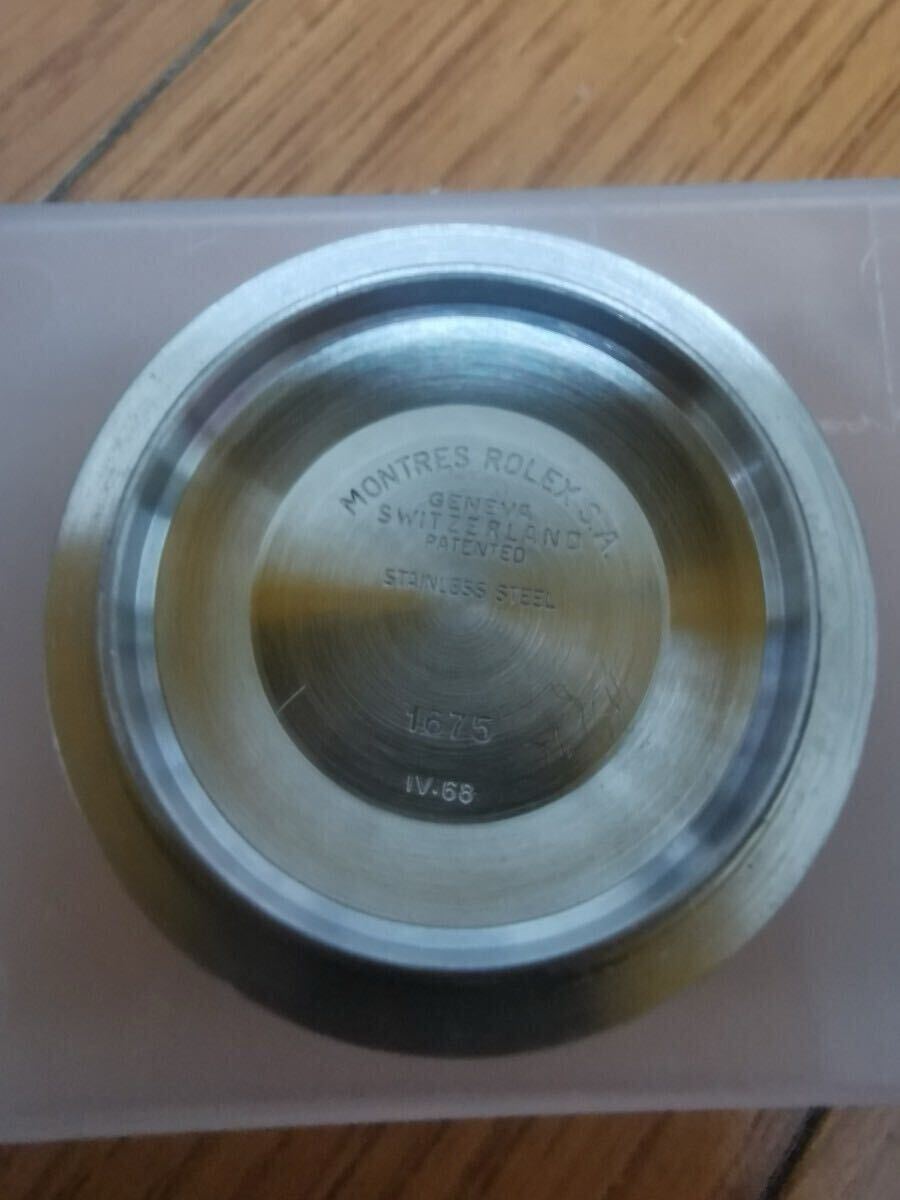 MONTRES ROLEX S.A.
GENEVA
SWITZERLAND
PATENTED
STAINLESS STEEL
1675
IV.68